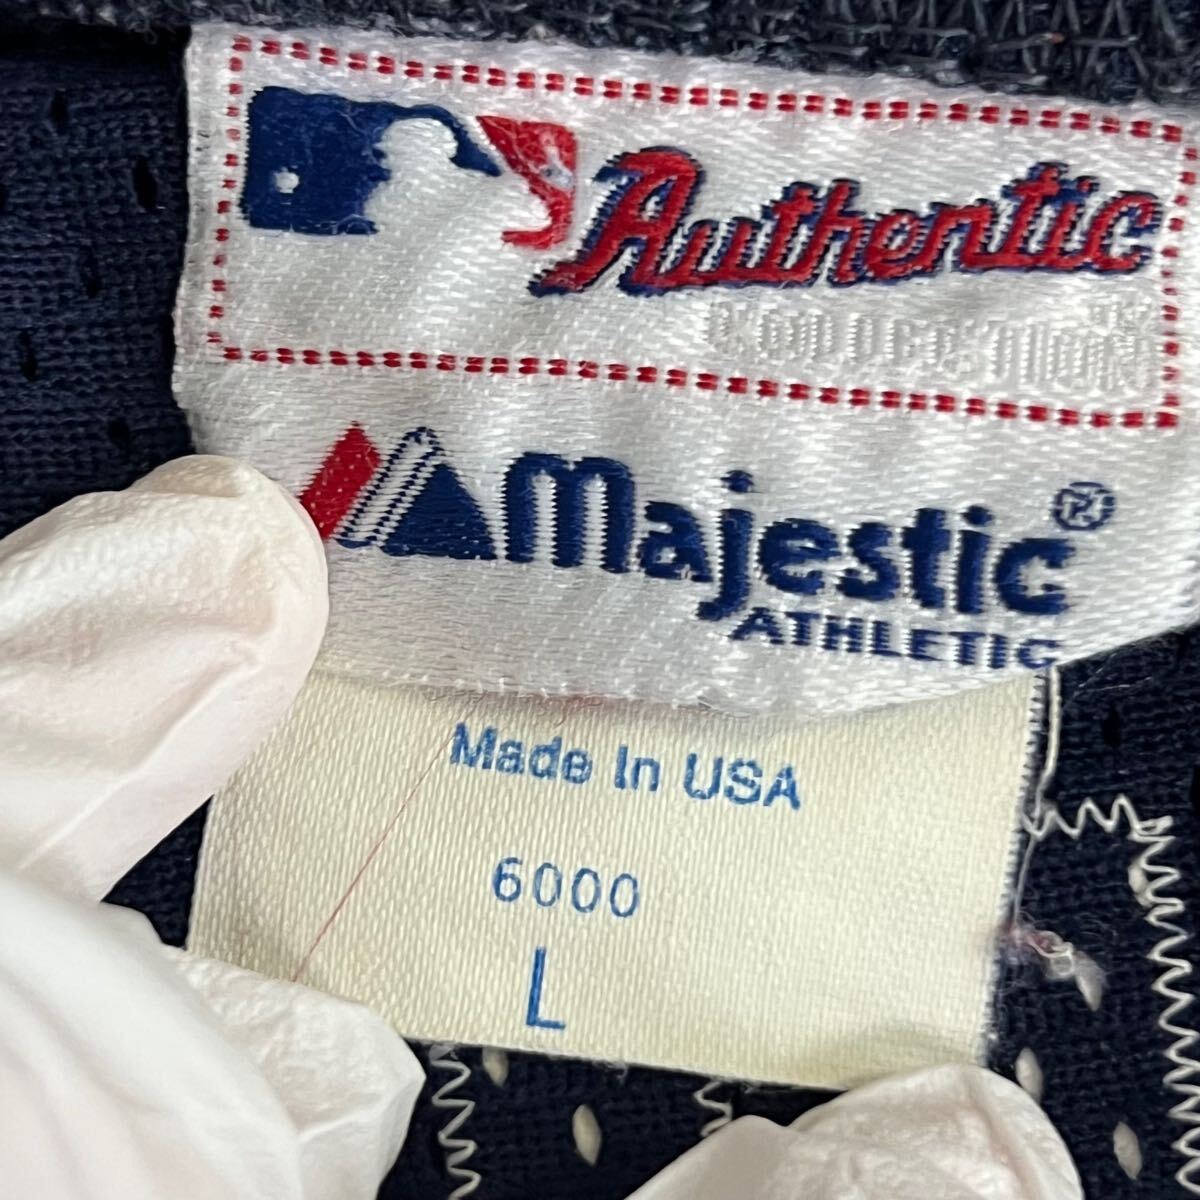 Authentic
COLLECTION
Majestic®
ATHLETIC
Made In USA
6000
L